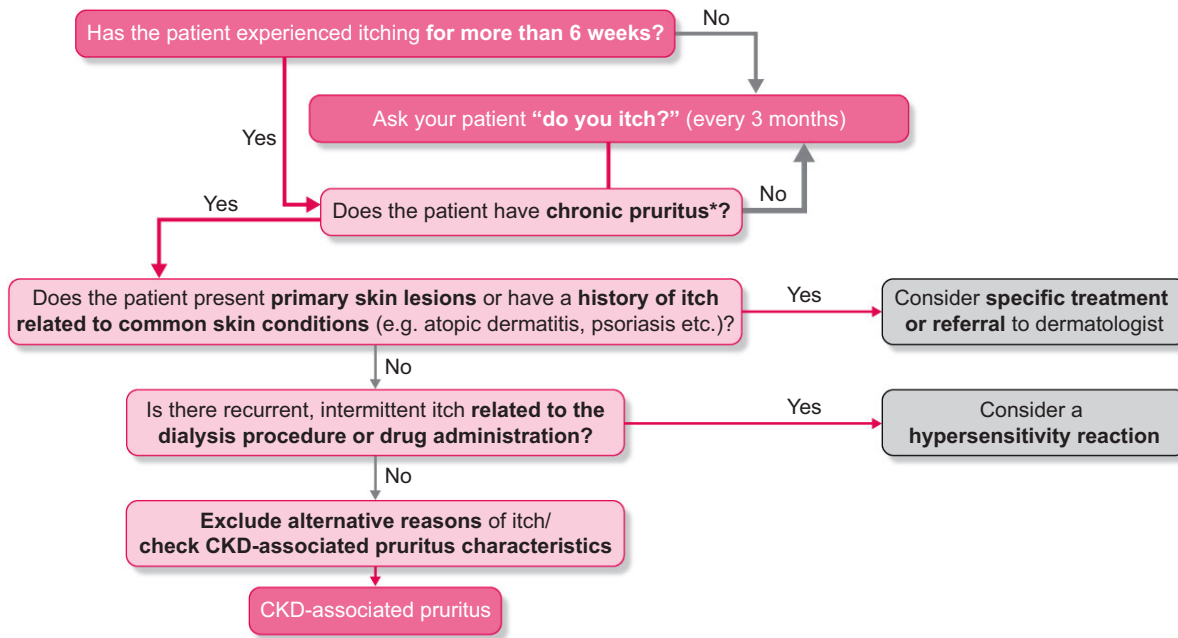 Has the patient experienced itching for more than 6 weeks?
No
Ask your patient “do you itch?” (every 3 months)
Yes
No
Yes
Does the patient have chronic pruritus*?
Does the patient present primary skin lesions or have a history of itch
related to common skin conditions (e.g. atopic dermatitis, psoriasis etc.)?
Yes
Consider specific treatment
or referral to dermatologist
No
Is there recurrent, intermittent itch related to the
dialysis procedure or drug administration?
Yes
Consider a
hypersensitivity reaction
No
Exclude alternative reasons of itch/
check CKD-associated pruritus characteristics
CKD-associated pruritus